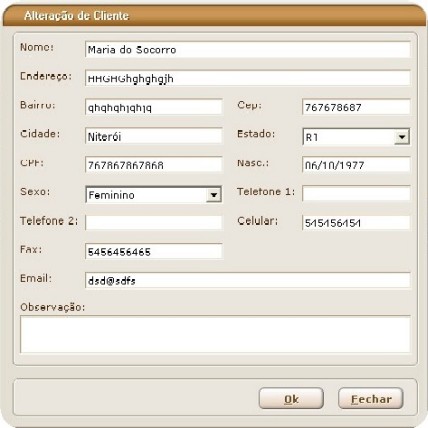 Alteração de Cliente
Nome: Maria do Socorro
Endereço: HHGHGhghghgjh
Bairro: ghghghjghjg Cep: 767678687
Cidade: Niterói Estado: R1
CPF: 767867867868 Nasc.: 06/10/1977
Sexo: Feminino Telefone 1:
Telefone 2: Celular: 545456454
Fax: 5456456465
Email: dsd@sdfs
Observação:
Ok Fechar